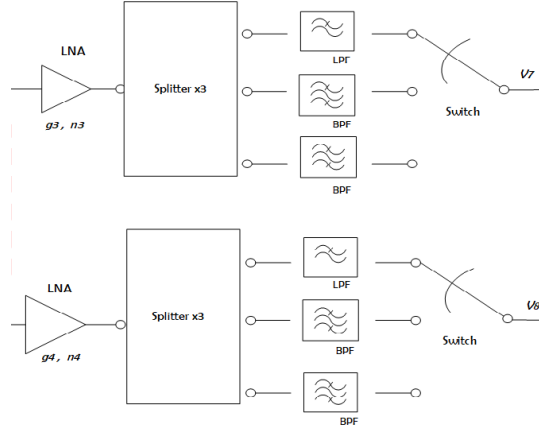 LNA
g3, n3
Splitter x3
LPF
BPF
BPF
Switch
V7
LNA
g4, n4
Splitter x3
LPF
BPF
BPF
Switch
V8